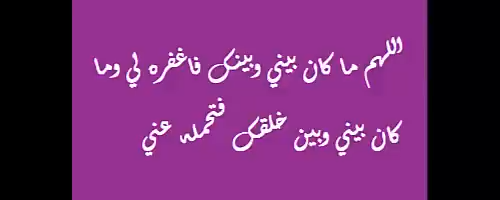 اللهم ما كان بيني وبينك فاغفره لي وما
كان بيني وبين خلقك فتحمله عني